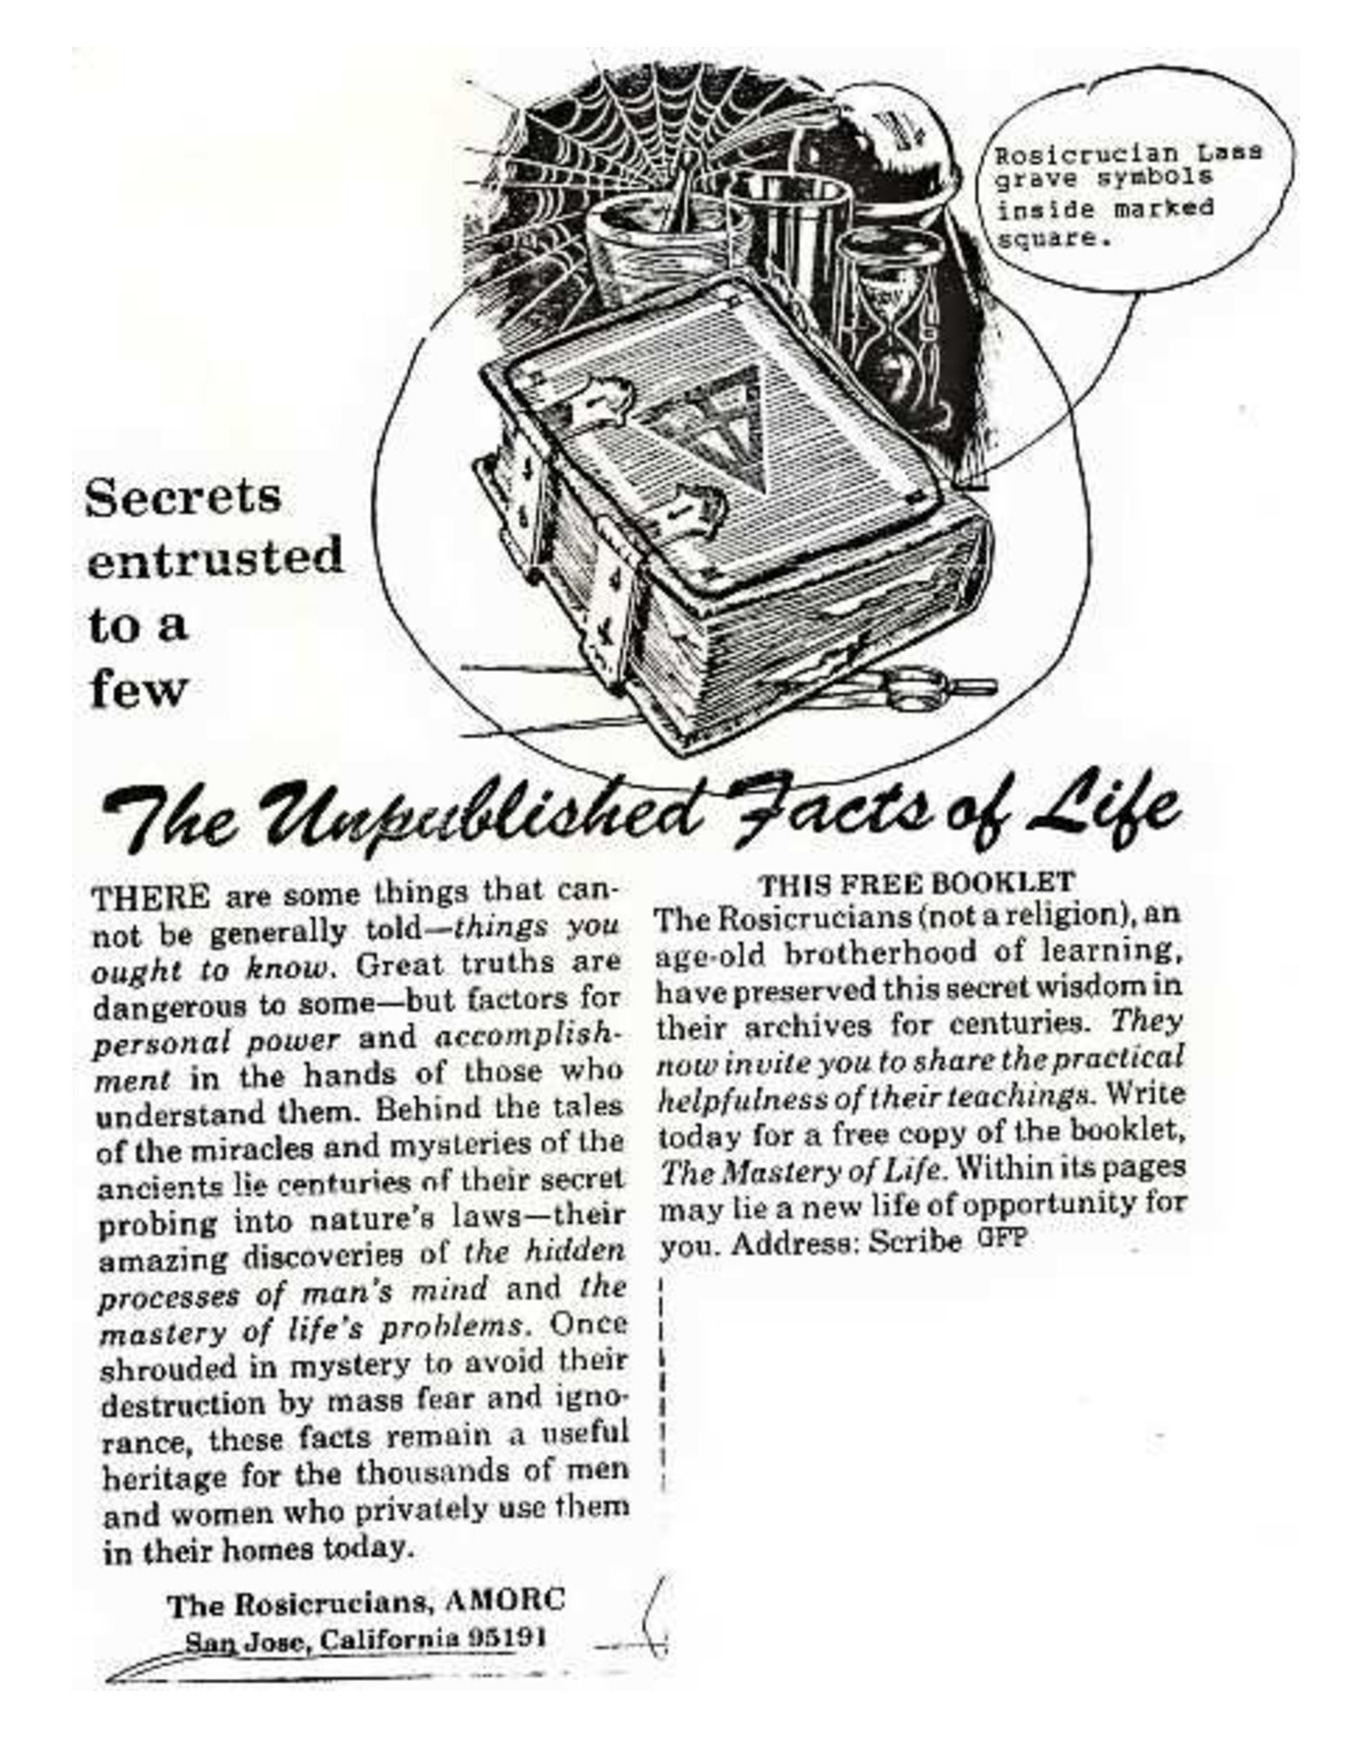 Rosicrucian Lass
grave symbols
inside marked
square.
Secrets
entrusted
to a
few
The Unpublished Facts of Life
THERE are some things that can-
not be generally told—things you
ought to know. Great truths are
dangerous to some—but factors for
personal power and accomplish-
ment in the hands of those who
understand them. Behind the tales
of the miracles and mysteries of the
ancients lie centuries of their secret
probing into nature's laws—their
amazing discoveries of the hidden
processes of man's mind and the
mastery of life's problems. Once
shrouded in mystery to avoid their
destruction by mass fear and igno-
rance, these facts remain a useful
heritage for the thousands of men
and women who privately use them
in their homes today.
The Rosicrucians, AMORC
San Jose, California 95191
THIS FREE BOOKLET
The Rosicrucians (not a religion), an
age-old brotherhood of learning,
have preserved this secret wisdom in
their archives for centuries. They
now invite you to share the practical
helpfulness of their teachings. Write
today for a free copy of the booklet,
The Mastery of Life. Within its pages
may lie a new life of opportunity for
you. Address: Scribe GFP